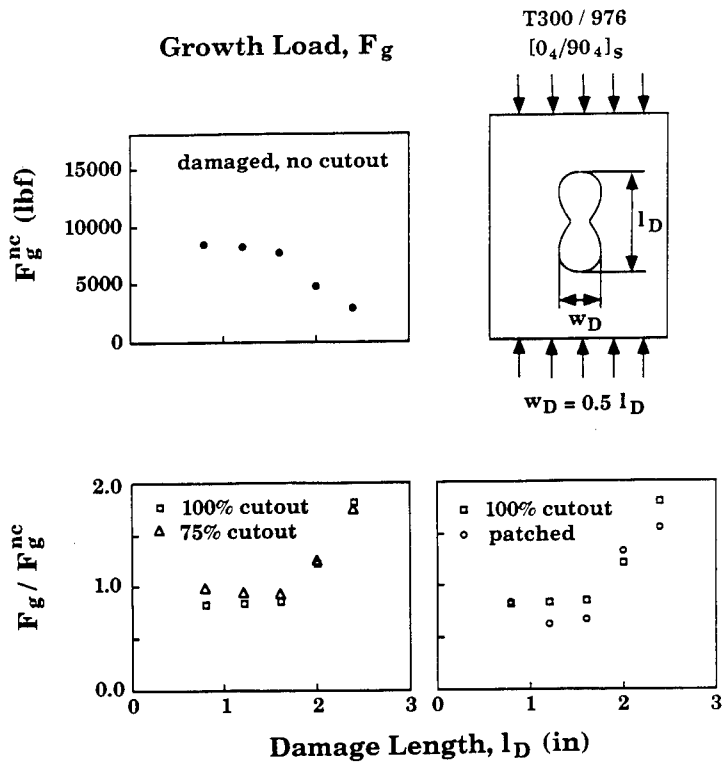 Growth Load, Fg
T300 / 976
[0₄/90₄]s
damaged, no cutout
15000
10000
5000
0
Fg^nc (lbf)
lD
wD
wD = 0.5 lD
Fg / Fg^nc
2.0
1.0
0.0
100% cutout
75% cutout
100% cutout
patched
0
1
2
3
0
1
2
3
Damage Length, lD (in)